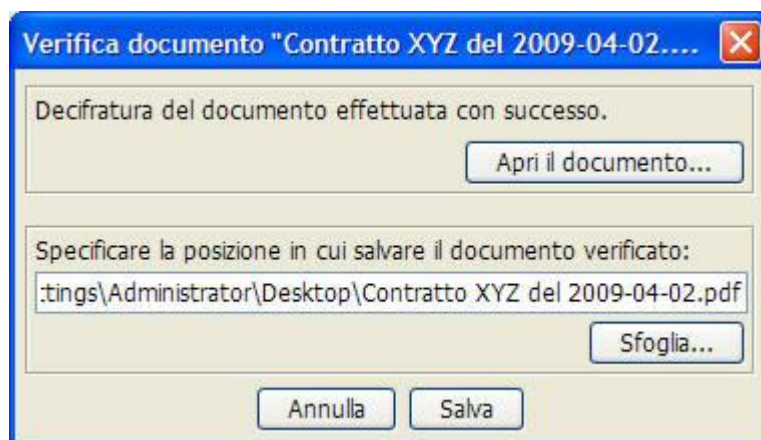 Verifica documento "Contratto XYZ del 2009-04-02....
Decifratura del documento effettuata con successo.
Apri il documento...
Specificare la posizione in cui salvare il documento verificato:
:tings\Administrator\Desktop\Contratto XYZ del 2009-04-02.pdf
Sfoglia...
Annulla Salva